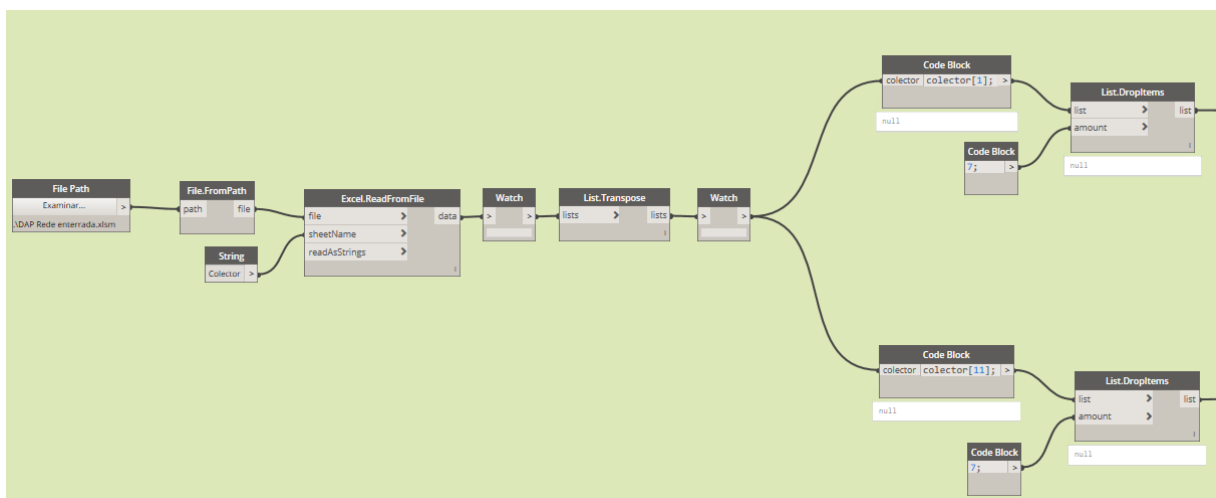 File Path
Examinar... >
.\DAP Rede enterrada.xlsm
File.FromPath
path file
String
Colector >
Excel.ReadFromFile
file > data
sheetName >
readAsStrings >
l
Watch
> >
List.Transpose
lists > lists
l
Watch
> >
Code Block
colector colector[1]; >
null
Code Block
7; >
List.DropItems
list > list
amount >
l
null
Code Block
colector colector[11]; >
null
Code Block
7; >
List.DropItems
list > list
amount >
l
null